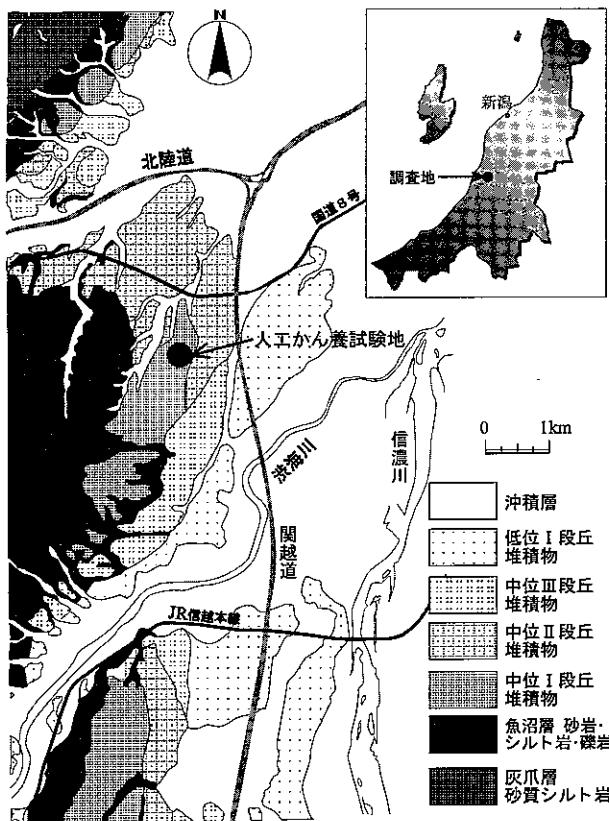 N
新潟
調査地
北陸道
国道8号
人工かん養試験地
0 1km
渋海川
信濃川
関越道
JR信越本線
沖積層
低位Ⅰ段丘
堆積物
中位Ⅲ段丘
堆積物
中位Ⅱ段丘
堆積物
中位Ⅰ段丘
堆積物
魚沼層 砂岩・
シルト岩・礫岩
灰爪層
砂質シルト岩